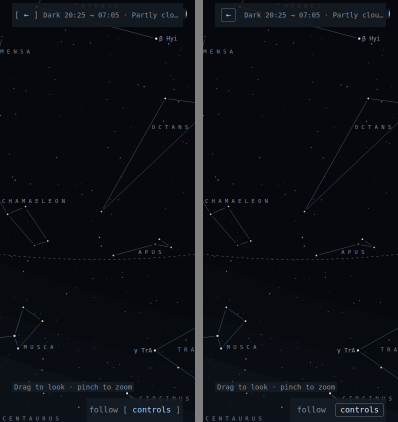 [ ← ] Dark 20:25 → 07:05 · Partly clo…
β Hyi
MENSA
OCTANS
CHAMAELEON
APUS
MUSCA
γ TrA
TRA
Drag to look · pinch to zoom
CENTAURUS
follow [ controls ]
← Dark 20:25 → 07:05 · Partly clo…
β Hyi
MENSA
OCTANS
CHAMAELEON
APUS
MUSCA
γ TrA
TRA
Drag to look · pinch to zoom
CIRCINUS
CENTAURUS
follow controls